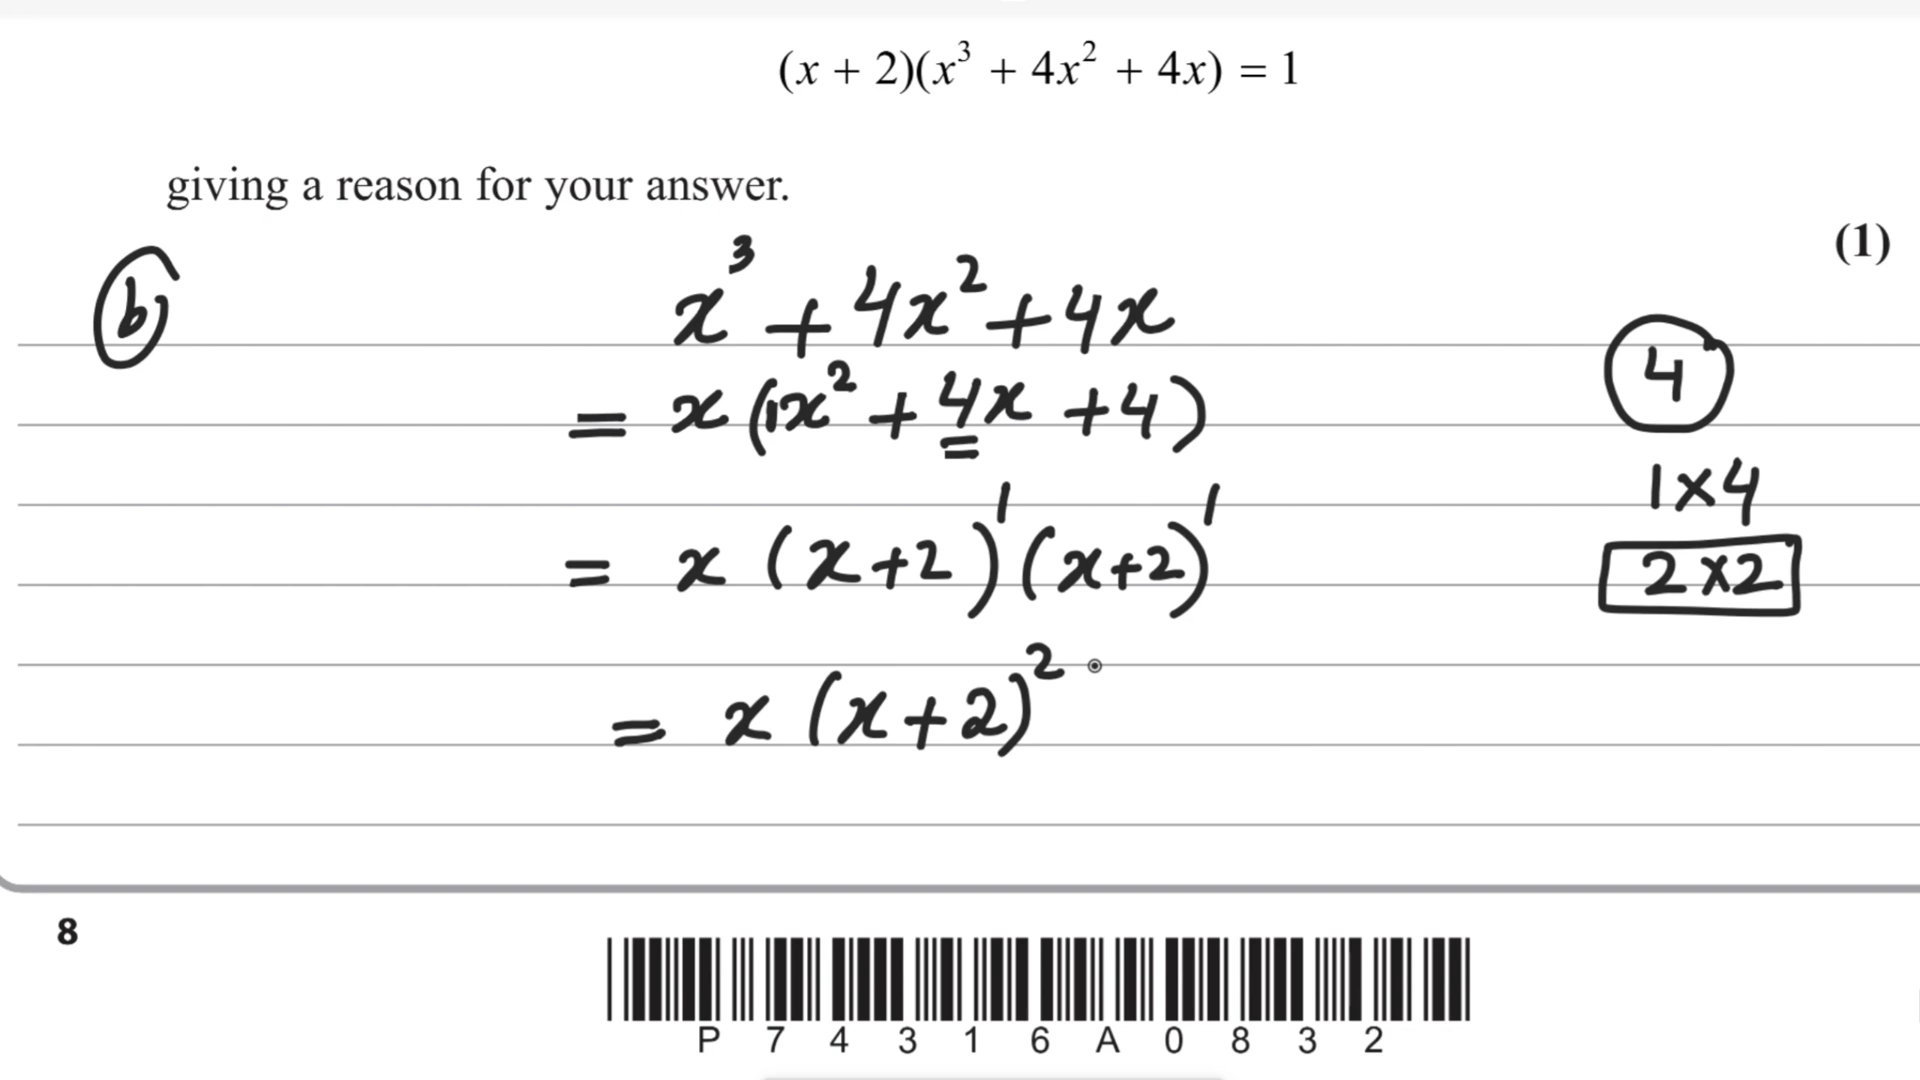 (x + 2)(x³ + 4x² + 4x) = 1
giving a reason for your answer.
(1)
b
x³ + 4x² + 4x
= x (1x² + 4x + 4)
= x (x+2)¹ (x+2)¹
= x (x+2)²
4
1 x 4
2 x 2
8
P 7 4 3 1 6 A 0 8 3 2